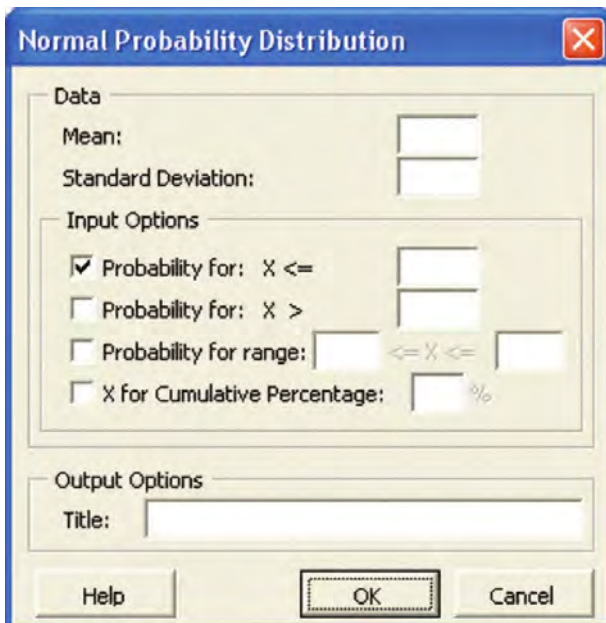 Normal Probability Distribution
Data
Mean:
Standard Deviation:
Input Options
Probability for: X <=
Probability for: X >
Probability for range: <= X <=
X for Cumulative Percentage: %
Output Options
Title:
Help OK Cancel